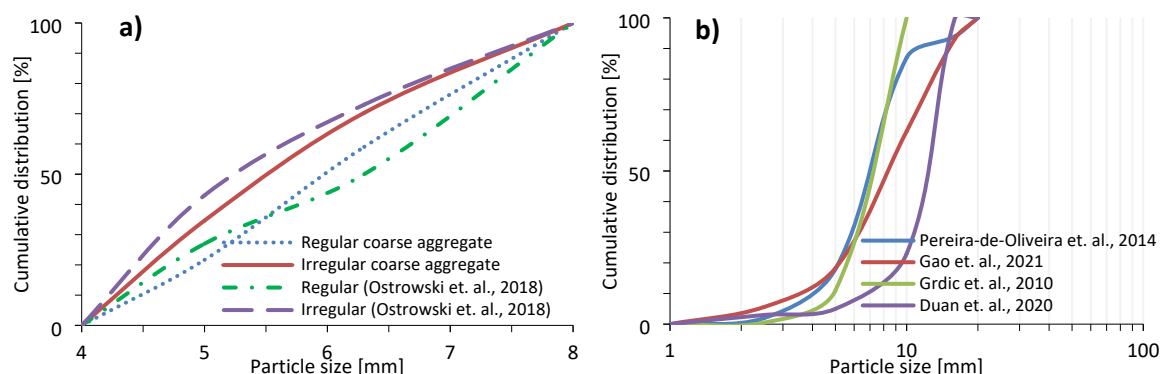 a)
Cumulative distribution [%]
100
50
0
4
5
6
7
8
Particle size [mm]
Regular coarse aggregate
Irregular coarse aggregate
Regular (Ostrowski et. al., 2018)
Irregular (Ostrowski et. al., 2018)
b)
Cumulative distribution [%]
100
50
0
1
10
100
Particle size [mm]
Pereira-de-Oliveira et. al., 2014
Gao et. al., 2021
Grdic et. al., 2010
Duan et. al., 2020